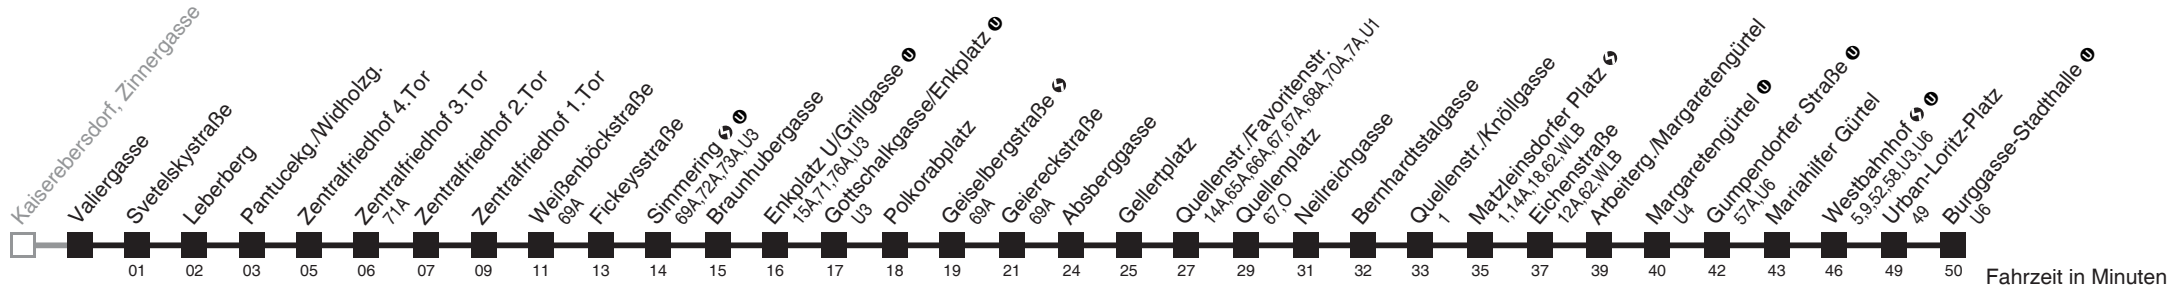 Kaiserebersdorf, Zinnergasse
Valiergasse
Svetelskystraße
Leberberg
Pantucekg./Widholzg.
Zentralfriedhof 4.Tor
Zentralfriedhof 3.Tor
71A
Zentralfriedhof 2.Tor
Zentralfriedhof 1.Tor
Weißenböckstraße
69A
Fickeysstraße
Simmering S U
69A,72A,73A,U3
Braunhubergasse
Enkplatz U/Grillgasse U
15A,71,76A,U3
Gottschalkgasse/Enkplatz U
U3
Polkorabplatz
Geiselbergstraße S
69A
Geiereckstraße
69A
Absberggasse
Gellertplatz
Quellenstr./Favoritenstr.
14A,65A,66A,67,67A,68A,70A,7A,U1
Quellenplatz
67,O
Neilreichgasse
Bernhardtstalgasse
Quellenstr./Knöllgasse
1
Matzleinsdorfer Platz S
1,14A,18,62,WLB
Eichenstraße
12A,62,WLB
Arbeiterg./Margaretengürtel
Margaretengürtel U
U4
Gumpendorfer Straße U
57A,U6
Mariahilfer Gürtel
Westbahnhof S U
5,9,52,58,U3,U6
Urban-Loritz-Platz
49
Burggasse-Stadthalle U
U6
01 02 03 05 06 07 09 11 13 14 15 16 17 18 19 21 24 25 27 29 31 32 33 35 37 39 40 42 43 46 49 50 Fahrzeit in Minuten